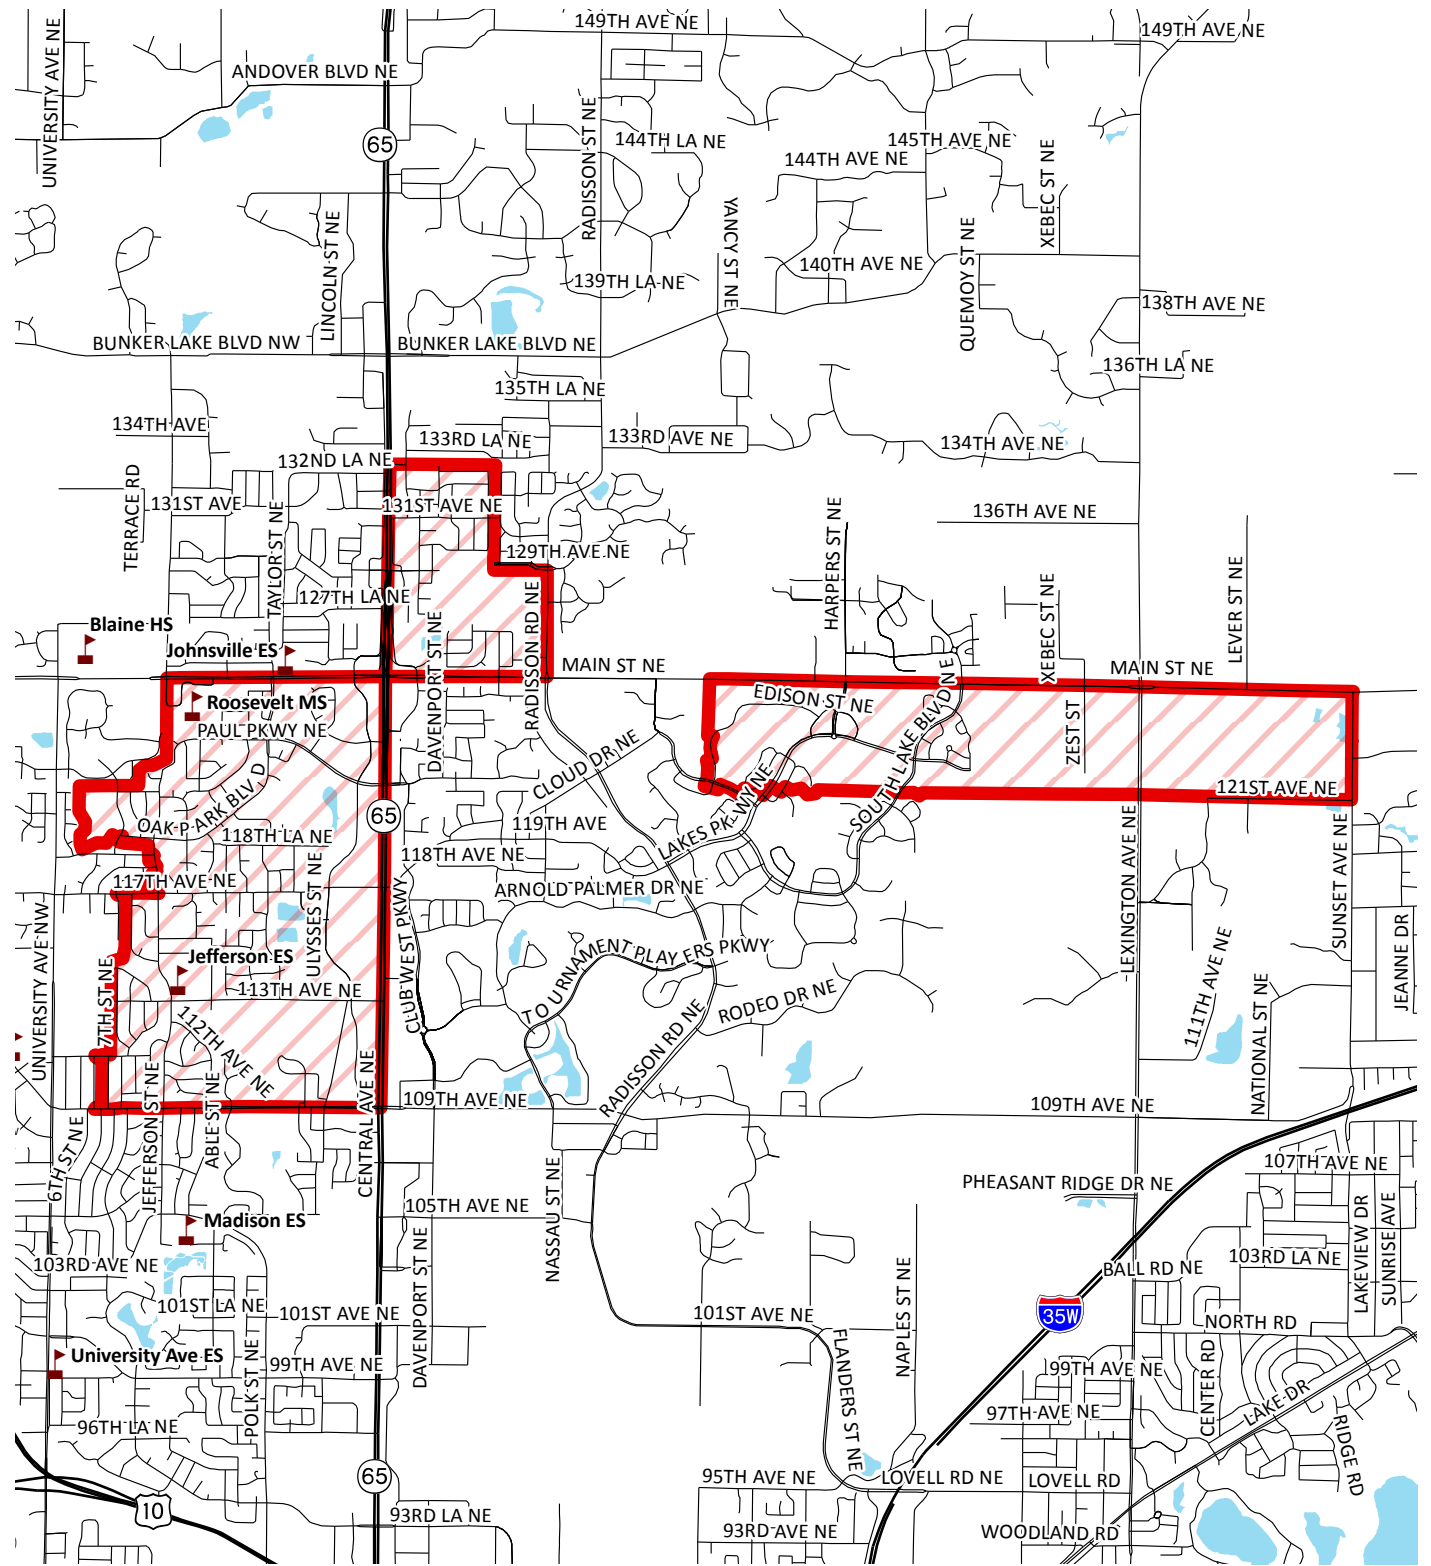 149TH AVE NE
149TH AVE NE
UNIVERSITY AVE NE
ANDOVER BLVD NE
65
RADISSON ST NE
144TH LA NE
145TH AVE NE
144TH AVE NE
XEBEC ST NE
YANCY ST NE
LINCOLN ST NE
QUEMOY ST NE
140TH AVE NE
139TH LA NE
138TH AVE NE
BUNKER LAKE BLVD NW
BUNKER LAKE BLVD NE
136TH LA NE
135TH LA NE
134TH AVE
133RD LA NE
133RD AVE NE
134TH AVE NE
132ND LA NE
TERRACE RD
131ST AVE
131ST AVE NE
TAYLOR ST NE
136TH AVE NE
HARPERS ST NE
129TH AVE NE
LEVER ST NE
XEBEC ST NE
127TH LA NE
RADISSON RD NE
DAVENPORT ST NE
Blaine HS
Johnsville ES
MAIN ST NE
MAIN ST NE
Roosevelt MS
EDISON ST NE
PAUL PKWY NE
CLOUD DR NE
ZEST ST
SOUTH LAKE BLVD NE
LAKES PKWY NE
121ST AVE NE
OAK PARK BLVD
65
118TH LA NE
119TH AVE
118TH AVE NE
117TH AVE NE
ARNOLD PALMER DR NE
ULYSSES ST NE
CLUB WEST PKWY
LEXINGTON AVE NE
SUNSET AVE NE
JEANNE DR
UNIVERSITY AVE NW
Jefferson ES
TOURNAMENT PLAYERS PKWY
7TH ST NE
113TH AVE NE
RODEO DR NE
111TH AVE NE
NATIONAL ST NE
112TH AVE NE
RADISSON RD NE
JEFFERSON ST NE
ABLE ST NE
CENTRAL AVE NE
109TH AVE NE
109TH AVE NE
6TH ST NE
107TH AVE NE
PHEASANT RIDGE DR NE
NASSAU ST NE
105TH AVE NE
Madison ES
LAKEVIEW DR
SUNRISE AVE
103RD AVE NE
103RD LA NE
BALL RD NE
DAVENPORT ST NE
NAPLES ST NE
101ST LA NE
101ST AVE NE
101ST AVE NE
35W
NORTH RD
University Ave ES
99TH AVE NE
99TH AVE NE
FLANDERS ST NE
CENTER RD
POLK ST NE
LAKE DR
96TH LA NE
97TH AVE NE
RIDGE RD
65
95TH AVE NE
LOVELL RD NE
LOVELL RD
10
93RD LA NE
93RD AVE NE
WOODLAND RD